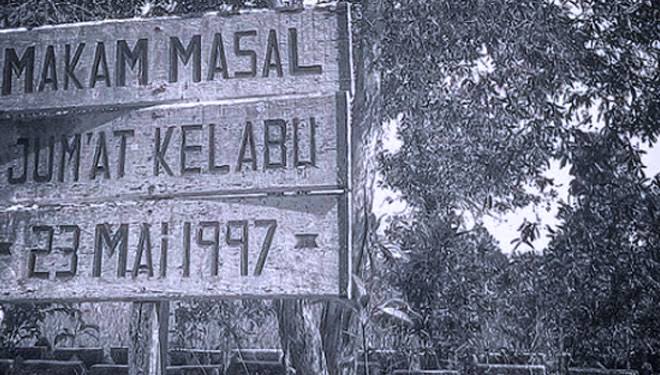 MAKAM MASAL
JUM'AT KELABU
- 23 MAi 1997 -